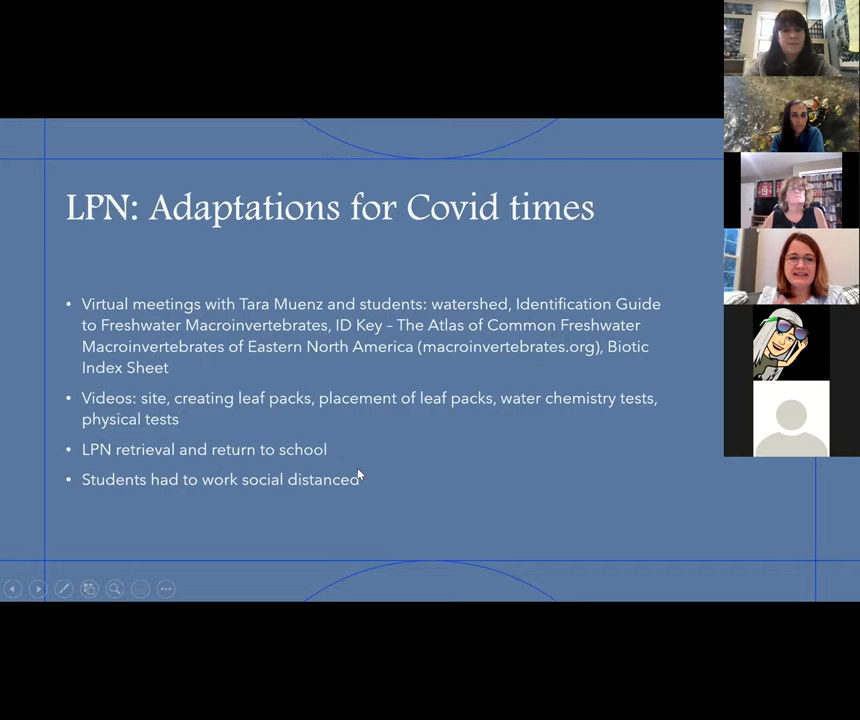 LPN: Adaptations for Covid times
• Virtual meetings with Tara Muenz and students: watershed, Identification Guide
to Freshwater Macroinvertebrates, ID Key – The Atlas of Common Freshwater
Macroinvertebrates of Eastern North America (macroinvertebrates.org), Biotic
Index Sheet
• Videos: site, creating leaf packs, placement of leaf packs, water chemistry tests,
physical tests
• LPN retrieval and return to school
• Students had to work social distanced